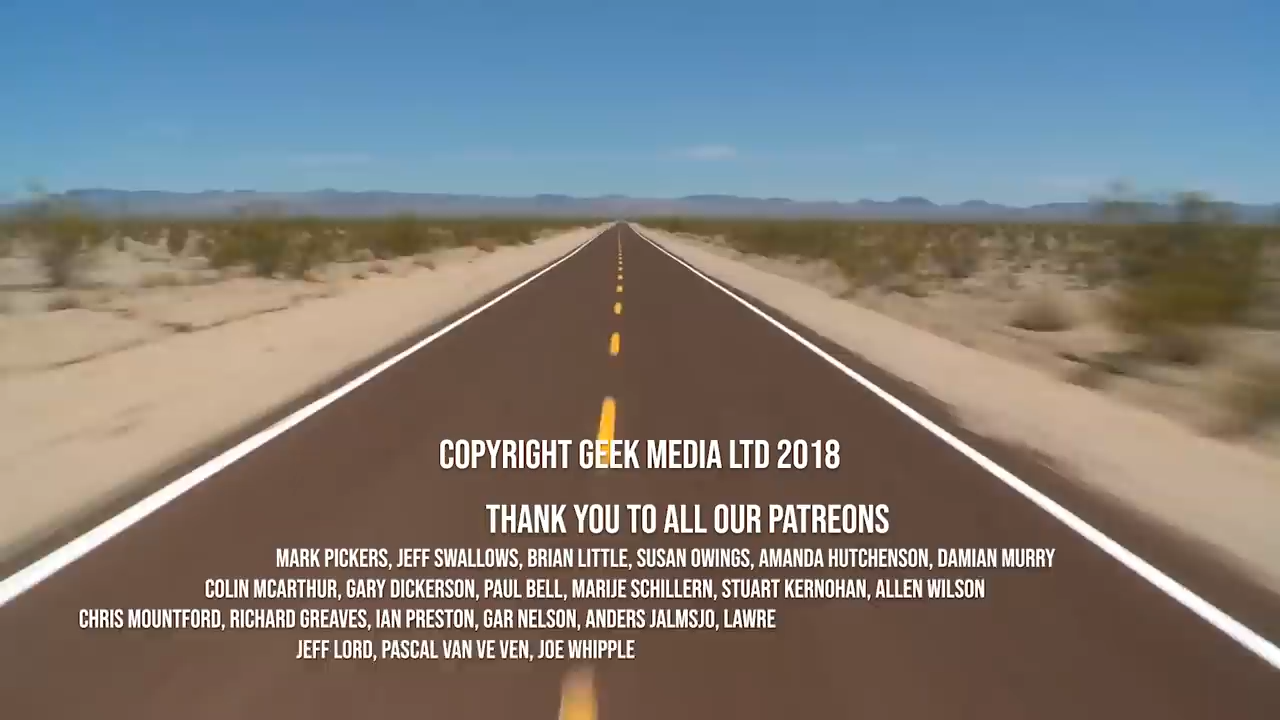 COPYRIGHT GEEK MEDIA LTD 2018
THANK YOU TO ALL OUR PATREONS
MARK PICKERS, JEFF SWALLOWS, BRIAN LITTLE, SUSAN OWINGS, AMANDA HUTCHENSON, DAMIAN MURRY
COLIN MCARTHUR, GARY DICKERSON, PAUL BELL, MARIJE SCHILLERN, STUART KERNOHAN, ALLEN WILSON
CHRIS MOUNTFORD, RICHARD GREAVES, IAN PRESTON, GAR NELSON, ANDERS JALMSJO, LAWRE
JEFF LORD, PASCAL VAN VE VEN, JOE WHIPPLE